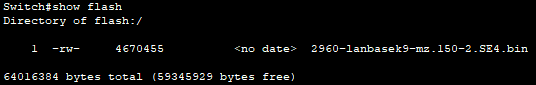 Switch#show flash
Directory of flash:/
1 -rw- 4670455 <no date> 2960-lanbasek9-mz.150-2.SE4.bin
64016384 bytes total (59345929 bytes free)